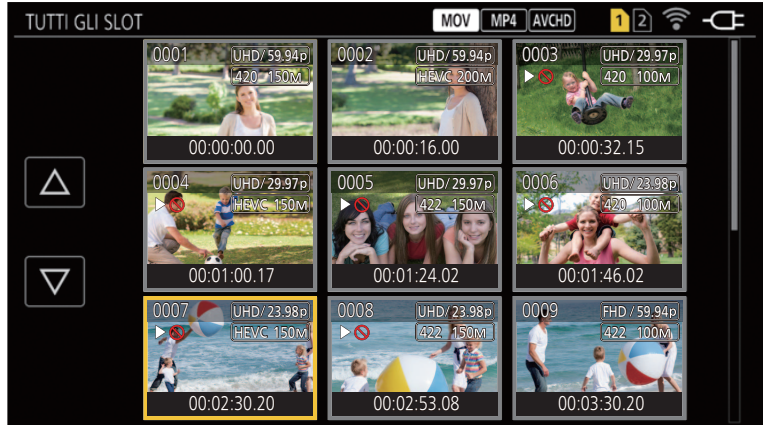 TUTTI GLI SLOT MOV MP4 AVCHD 1 2
0001 UHD/59.94p
420 150M
00:00:00.00
0002 UHD/59.94p
HEVC 200M
00:00:16.00
0003 UHD/29.97p
420 100M
00:00:32.15
0004 UHD/29.97p
HEVC 150M
00:01:00.17
0005 UHD/29.97p
422 150M
00:01:24.02
0006 UHD/23.98p
420 100M
00:01:46.02
0007 UHD/23.98p
HEVC 150M
00:02:30.20
0008 UHD/23.98p
422 150M
00:02:53.08
0009 FHD/59.94p
422 100M
00:03:30.20